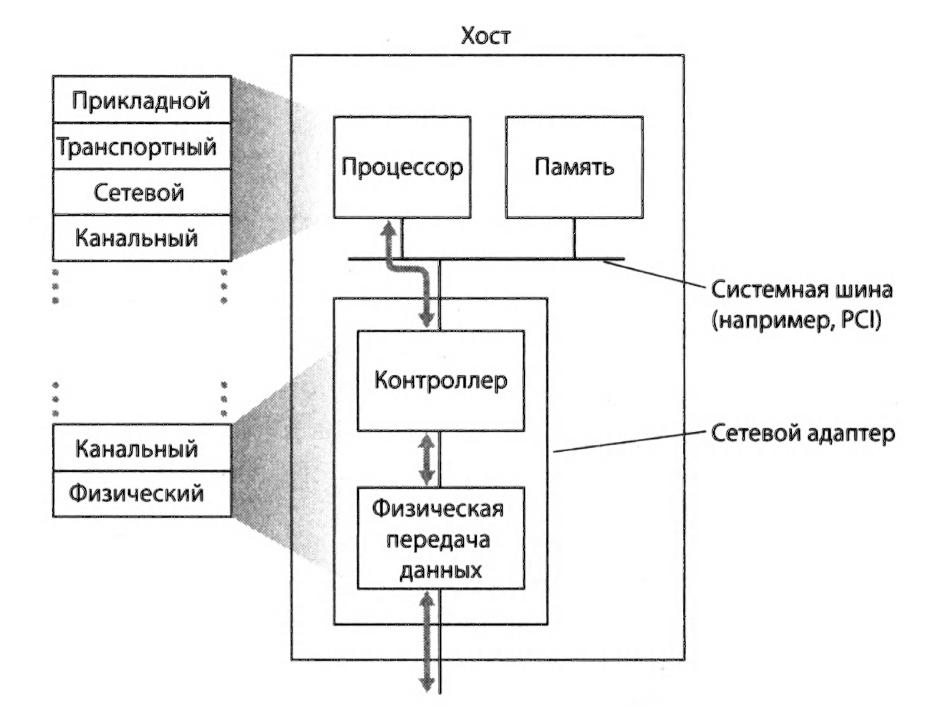 Хост
Прикладной
Транспортный
Сетевой
Канальный
Процессор
Память
Системная шина
(например, PCI)
Контроллер
Сетевой адаптер
Канальный
Физический
Физическая
передача
данных